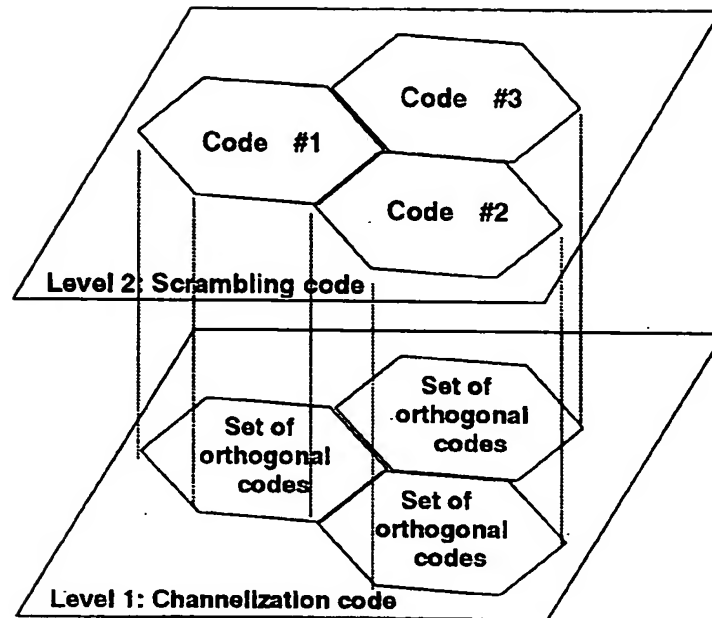 Code #3
Code #1
Code #2
Level 2: Scrambling code
Set of
orthogonal
codes
Set of
orthogonal
codes
Set of
orthogonal
codes
Level 1: Channelization code